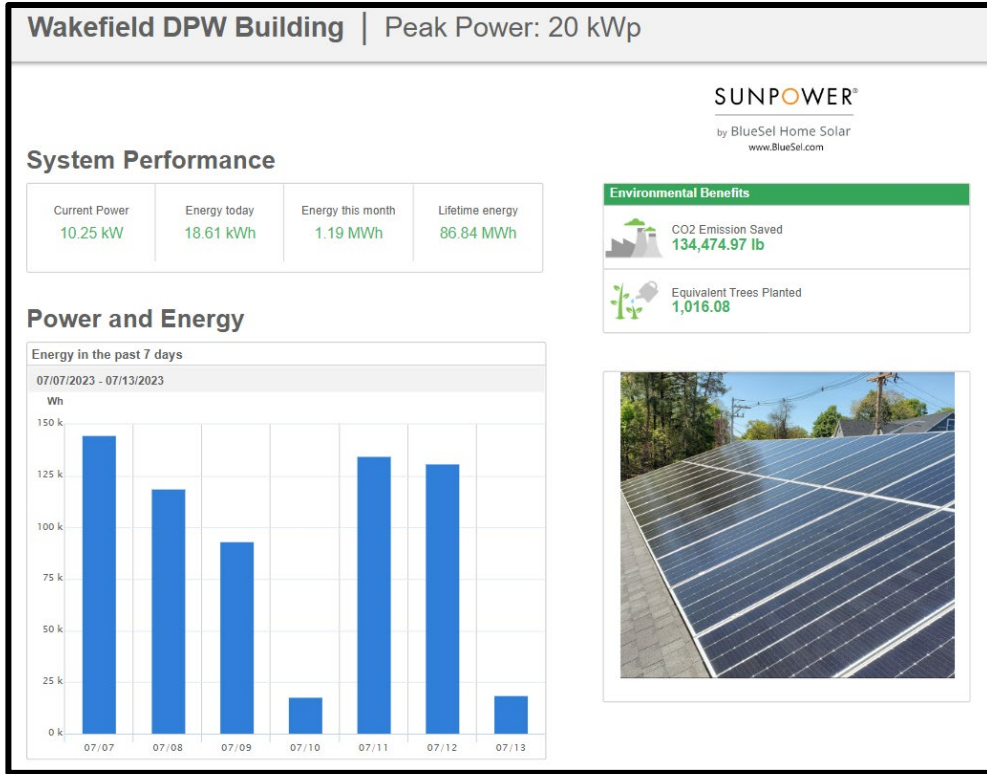 Wakefield DPW Building | Peak Power: 20 kWp
SUNPOWER®
by BlueSel Home Solar
www.BlueSel.com
System Performance
Current Power
10.25 kW
Energy today
18.61 kWh
Energy this month
1.19 MWh
Lifetime energy
86.84 MWh
Environmental Benefits
CO2 Emission Saved
134,474.97 lb
Equivalent Trees Planted
1,016.08
Power and Energy
Energy in the past 7 days
07/07/2023 - 07/13/2023
Wh
150 k
125 k
100 k
75 k
50 k
25 k
0 k
07/07 07/08 07/09 07/10 07/11 07/12 07/13